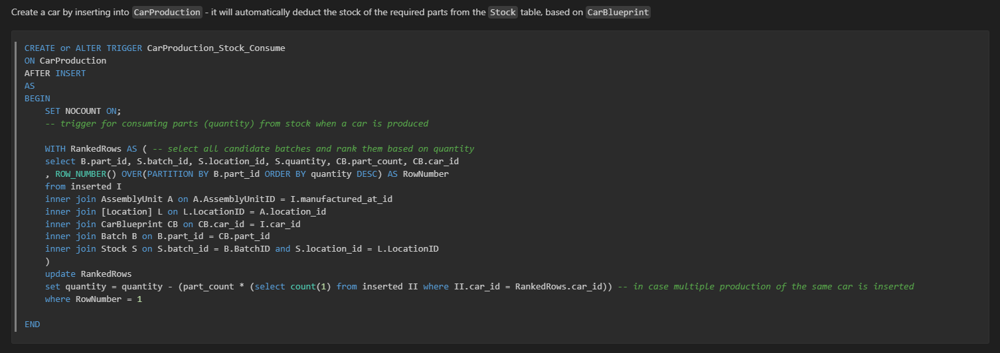 Create a car by inserting into CarProduction - it will automatically deduct the stock of the required parts from the Stock table, based on CarBlueprint
CREATE or ALTER TRIGGER CarProduction_Stock_Consume
ON CarProduction
AFTER INSERT
AS
BEGIN
    SET NOCOUNT ON;
    -- trigger for consuming parts (quantity) from stock when a car is produced
    WITH RankedRows AS ( -- select all candidate batches and rank them based on quantity
    select B.part_id, S.batch_id, S.location_id, S.quantity, CB.part_count, CB.car_id
    , ROW_NUMBER() OVER(PARTITION BY B.part_id ORDER BY quantity DESC) AS RowNumber
    from inserted I
    inner join AssemblyUnit A on A.AssemblyUnitID = I.manufactured_at_id
    inner join [Location] L on L.LocationID = A.location_id
    inner join CarBlueprint CB on CB.car_id = I.car_id
    inner join Batch B on B.part_id = CB.part_id
    inner join Stock S on S.batch_id = B.BatchID and S.location_id = L.LocationID
    )
    update RankedRows
    set quantity = quantity - (part_count * (select count(1) from inserted II where II.car_id = RankedRows.car_id)) -- in case multiple production of the same car is inserted
    where RowNumber = 1
END